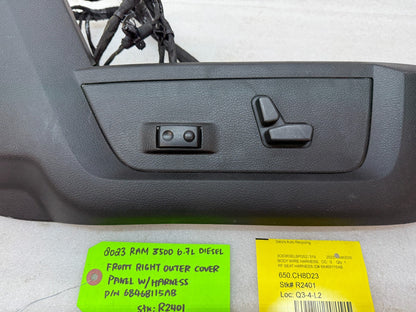 2023 RAM 3500 6.7L DIESEL
FRONT RIGHT OUTER COVER
PANEL W/HARNESS
P/N 68468115AB
Stk: R2401
650.CH8D23
Stk# R2401
Loc: Q3-4-L2